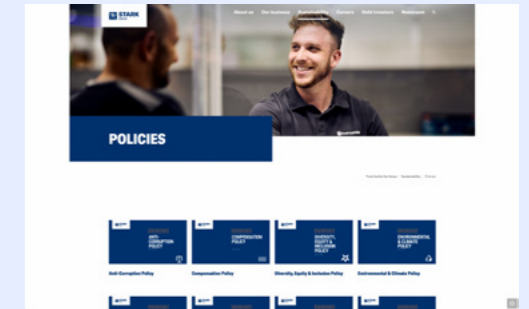 STARK
About us Our business Sustainability Careers Debt Investors Newsroom
POLICIES
ANTI-
CORRUPTION
POLICY
COMPENSATION
POLICY
DIVERSITY,
EQUITY &
INCLUSION
POLICY
ENVIRONMENTAL
& CLIMATE
POLICY
Anti-Corruption Policy
Compensation Policy
Diversity, Equity & Inclusion Policy
Environmental & Climate Policy